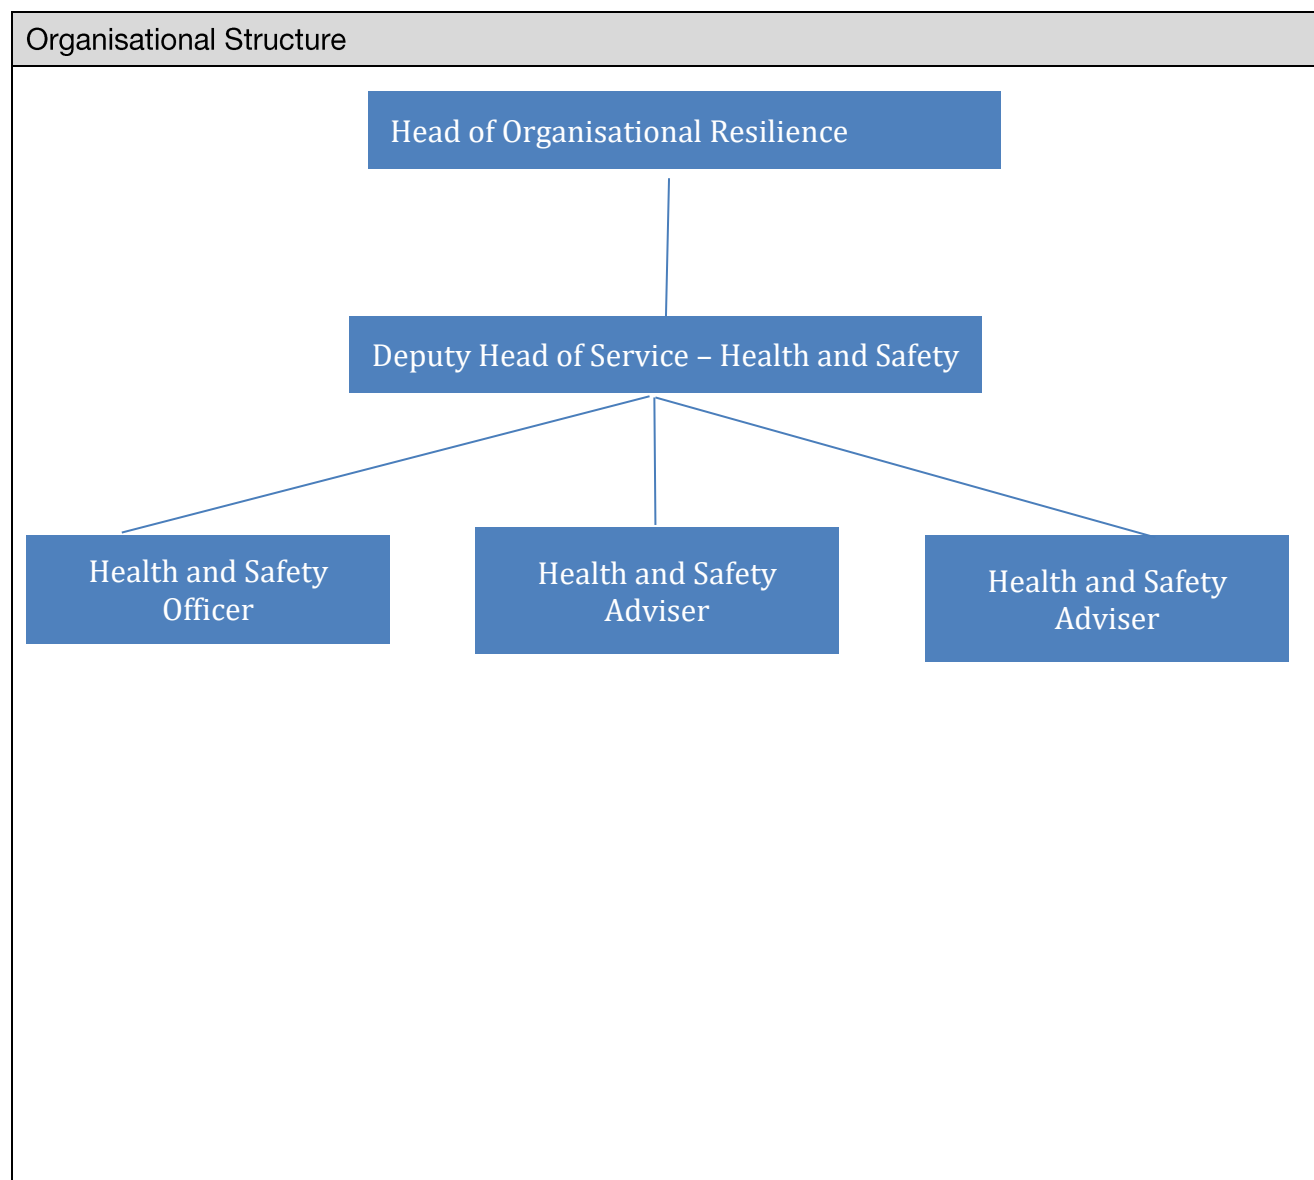 Organisational Structure
Head of Organisational Resilience
Deputy Head of Service – Health and Safety
Health and Safety
Officer
Health and Safety
Adviser
Health and Safety
Adviser